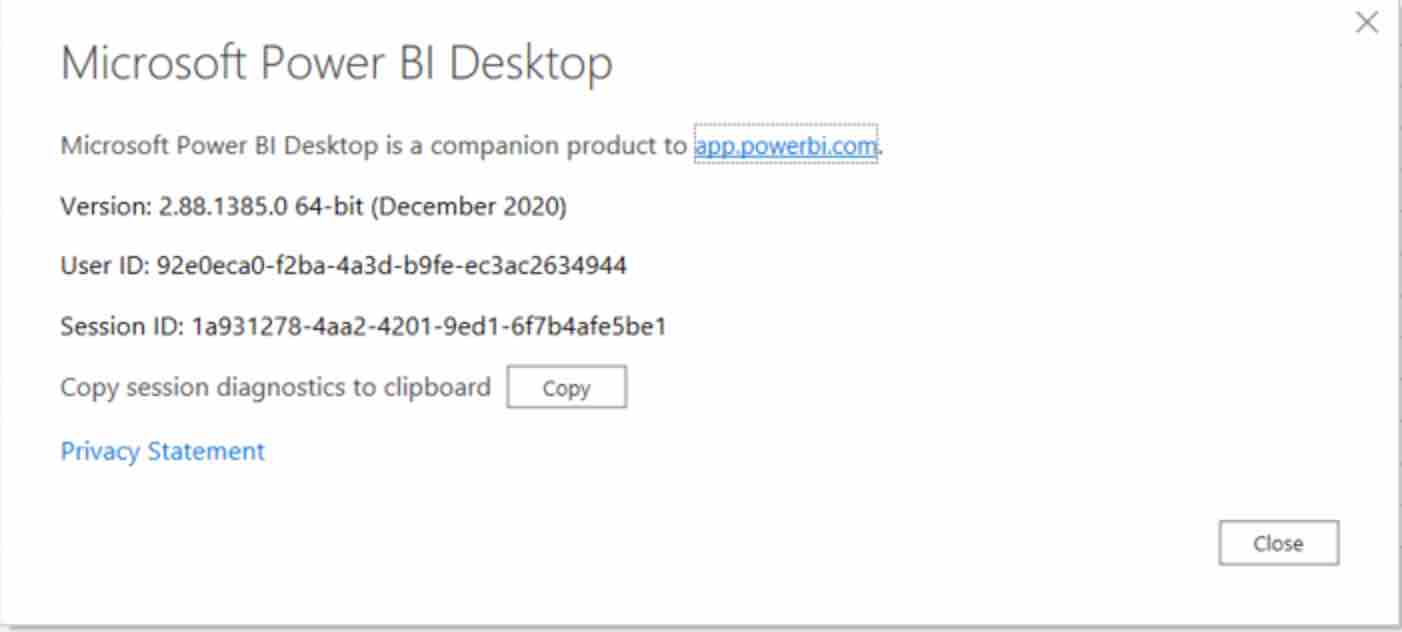 Microsoft Power BI Desktop
Microsoft Power BI Desktop is a companion product to app.powerbi.com.
Version: 2.88.1385.0 64-bit (December 2020)
User ID: 92e0eca0-f2ba-4a3d-b9fe-ec3ac2634944
Session ID: 1a931278-4aa2-4201-9ed1-6f7b4afe5be1
Copy session diagnostics to clipboard Copy
Privacy Statement
Close